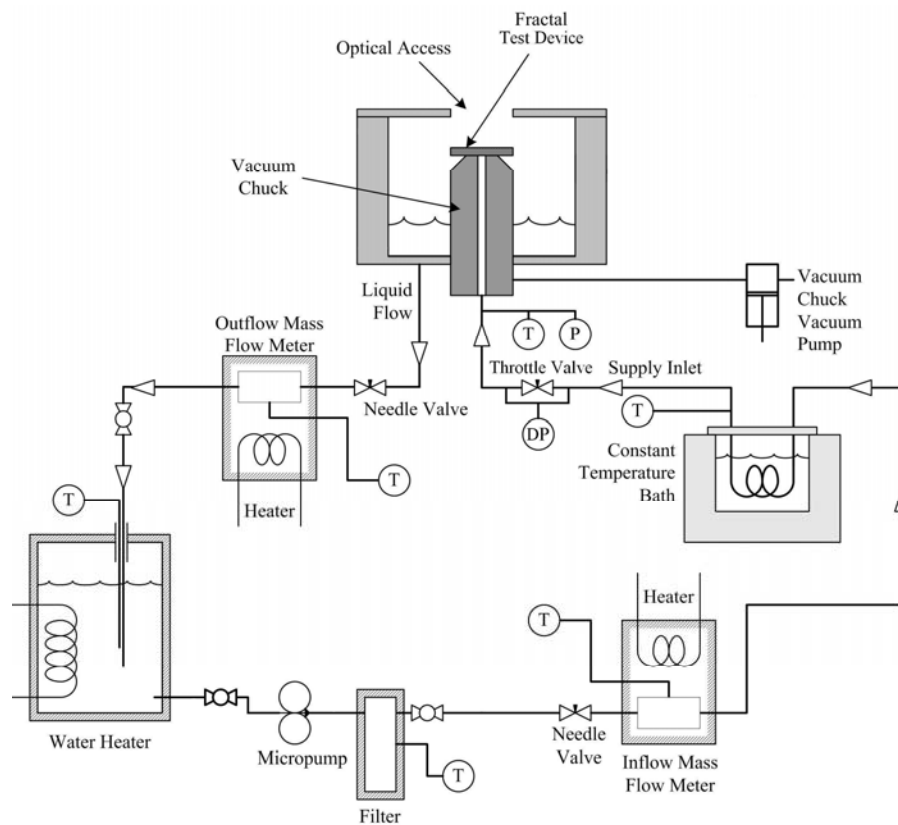 Fractal
Test Device
Optical Access
Vacuum
Chuck
Liquid
Flow
Vacuum
Chuck
Vacuum
Pump
Outflow Mass
Flow Meter
T
P
Throttle Valve
Supply Inlet
Needle Valve
T
DP
Constant
Temperature
Bath
T
T
Heater
Heater
T
Water Heater
Micropump
T
Filter
Needle
Valve
Inflow Mass
Flow Meter